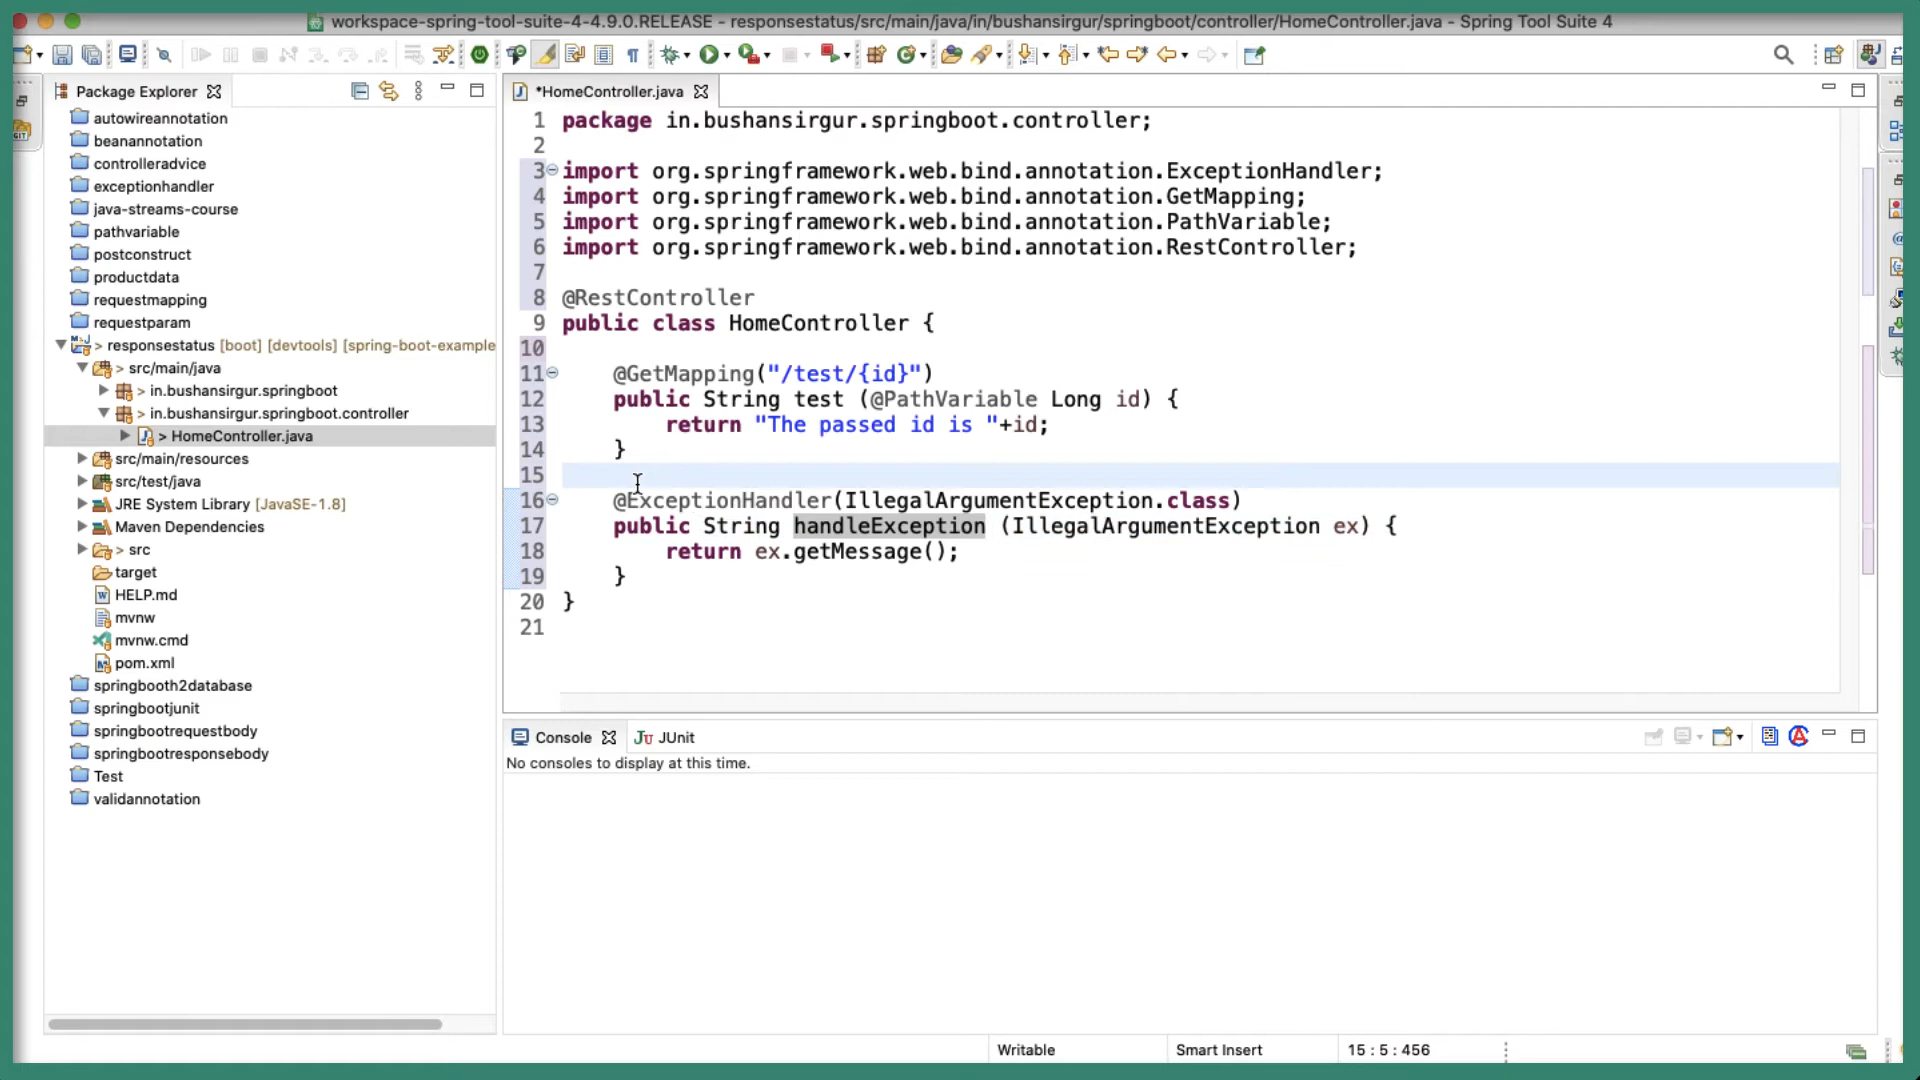 workspace-spring-tool-suite-4-4.9.0.RELEASE - responsestatus/src/main/java/in/bushansirgur/springboot/controller/HomeController.java - Spring Tool Suite 4
Package Explorer
autowireannotation
beanannotation
controlleradvice
exceptionhandler
java-streams-course
pathvariable
postconstruct
productdata
requestmapping
requestparam
> responsestatus [boot] [devtools] [spring-boot-example
> src/main/java
> in.bushansirgur.springboot
> in.bushansirgur.springboot.controller
> HomeController.java
src/main/resources
src/test/java
JRE System Library [JavaSE-1.8]
Maven Dependencies
> src
target
HELP.md
mvnw
mvnw.cmd
pom.xml
springbooth2database
springbootjunit
springbootrequestbody
springbootresponsebody
Test
validannotation
*HomeController.java
1 package in.bushansirgur.springboot.controller;
2
3 import org.springframework.web.bind.annotation.ExceptionHandler;
4 import org.springframework.web.bind.annotation.GetMapping;
5 import org.springframework.web.bind.annotation.PathVariable;
6 import org.springframework.web.bind.annotation.RestController;
7
8 @RestController
9 public class HomeController {
10
11 @GetMapping("/test/{id}")
12 public String test (@PathVariable Long id) {
13 return "The passed id is "+id;
14 }
15
16 @ExceptionHandler(IllegalArgumentException.class)
17 public String handleException (IllegalArgumentException ex) {
18 return ex.getMessage();
19 }
20 }
21
Console
JUnit
No consoles to display at this time.
Writable
Smart Insert
15 : 5 : 456